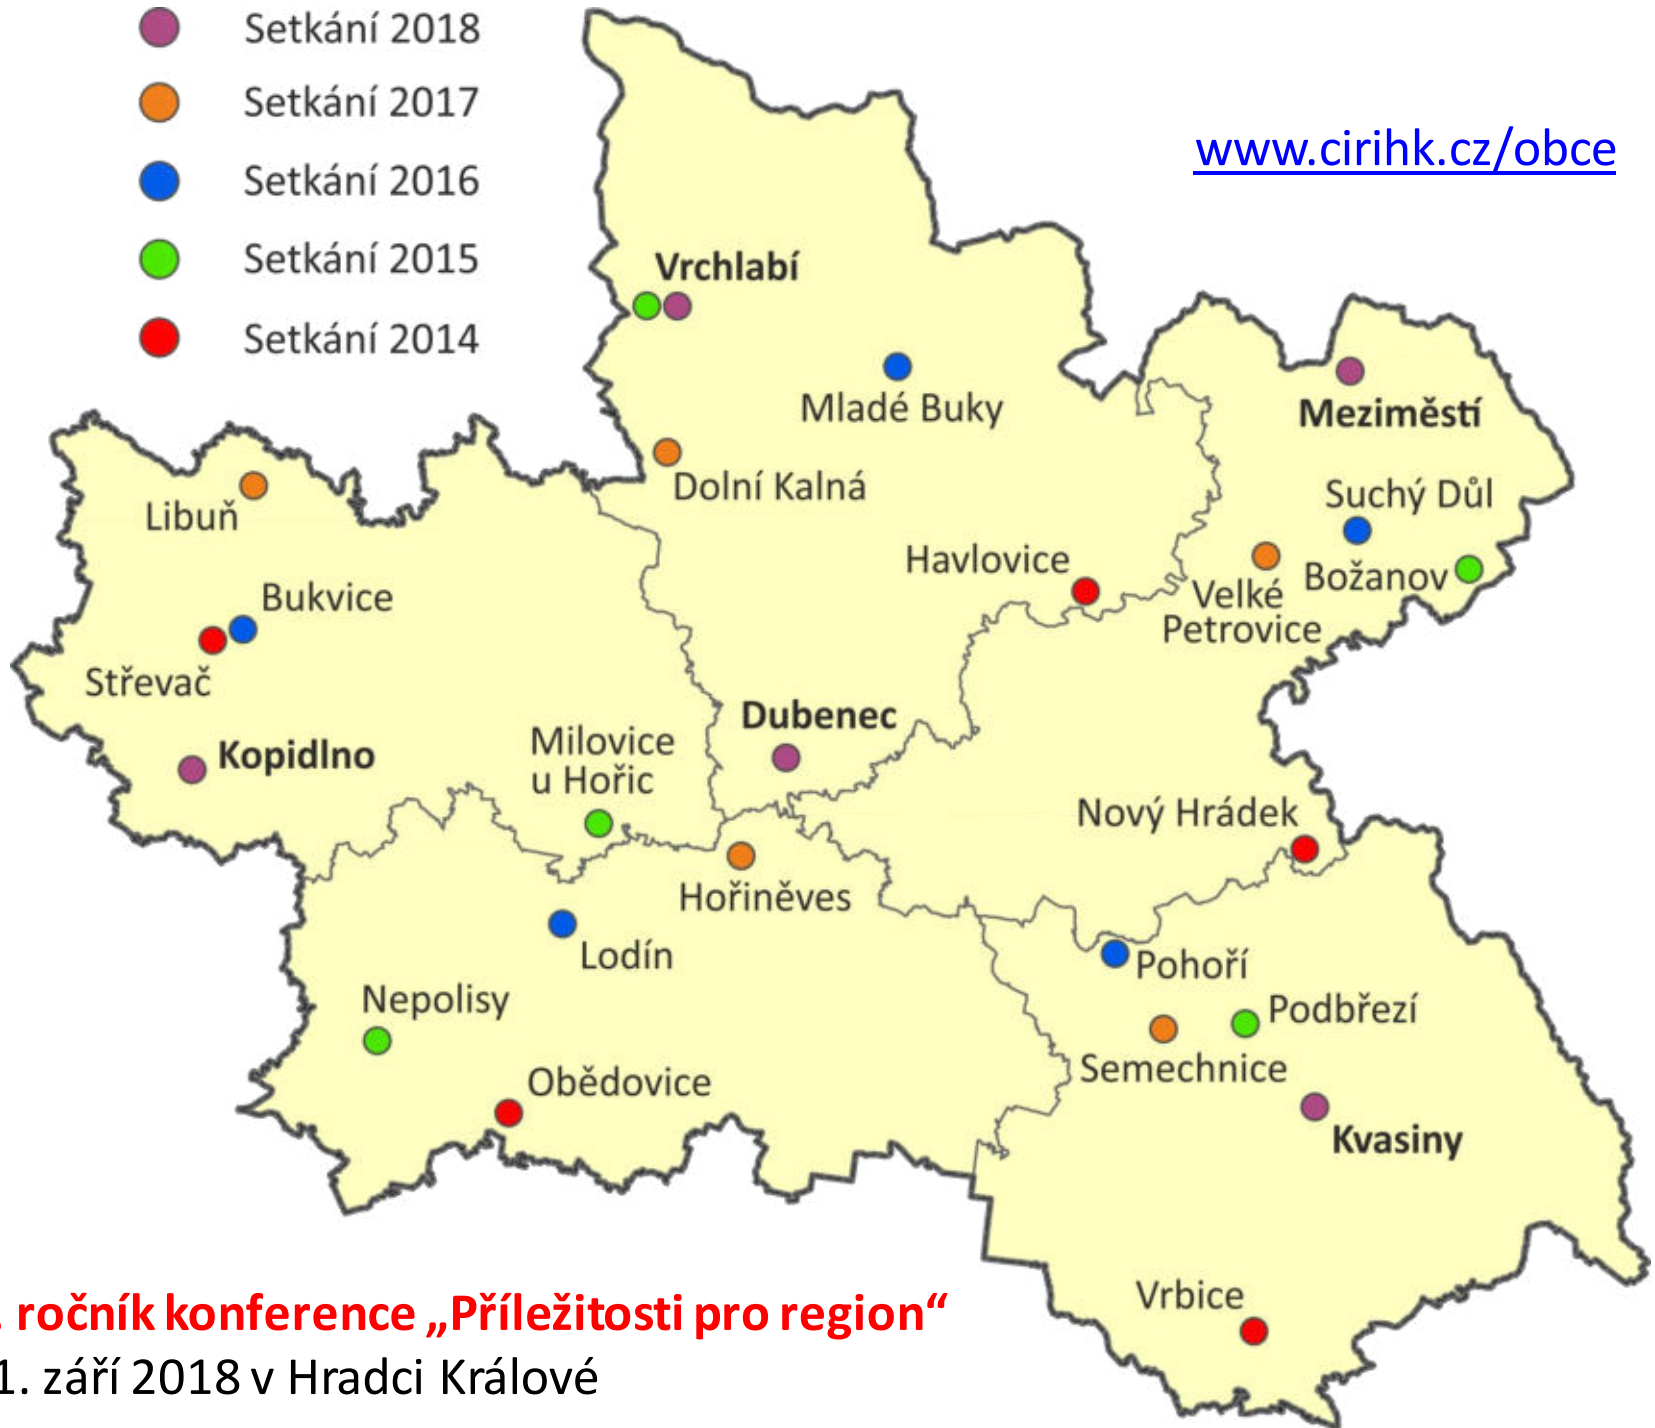 Setkání 2018
Setkání 2017
www.cirihk.cz/obce
Setkání 2016
Setkání 2015
Setkání 2014
Vrchlabí
Mladé Buky
Meziměstí
Dolní Kalná
Suchý Důl
Libuň
Havlovice
Božanov
Velké
Petrovice
Bukvice
Střevač
Dubenec
Kopidlno
Milovice
u Hořic
Nový Hrádek
Hořiněves
Lodín
Pohoří
Nepolisy
Podbřezí
Semechnice
Obědovice
Kvasiny
Vrbice
. ročník konference „Příležitosti pro region“
1. září 2018 v Hradci Králové